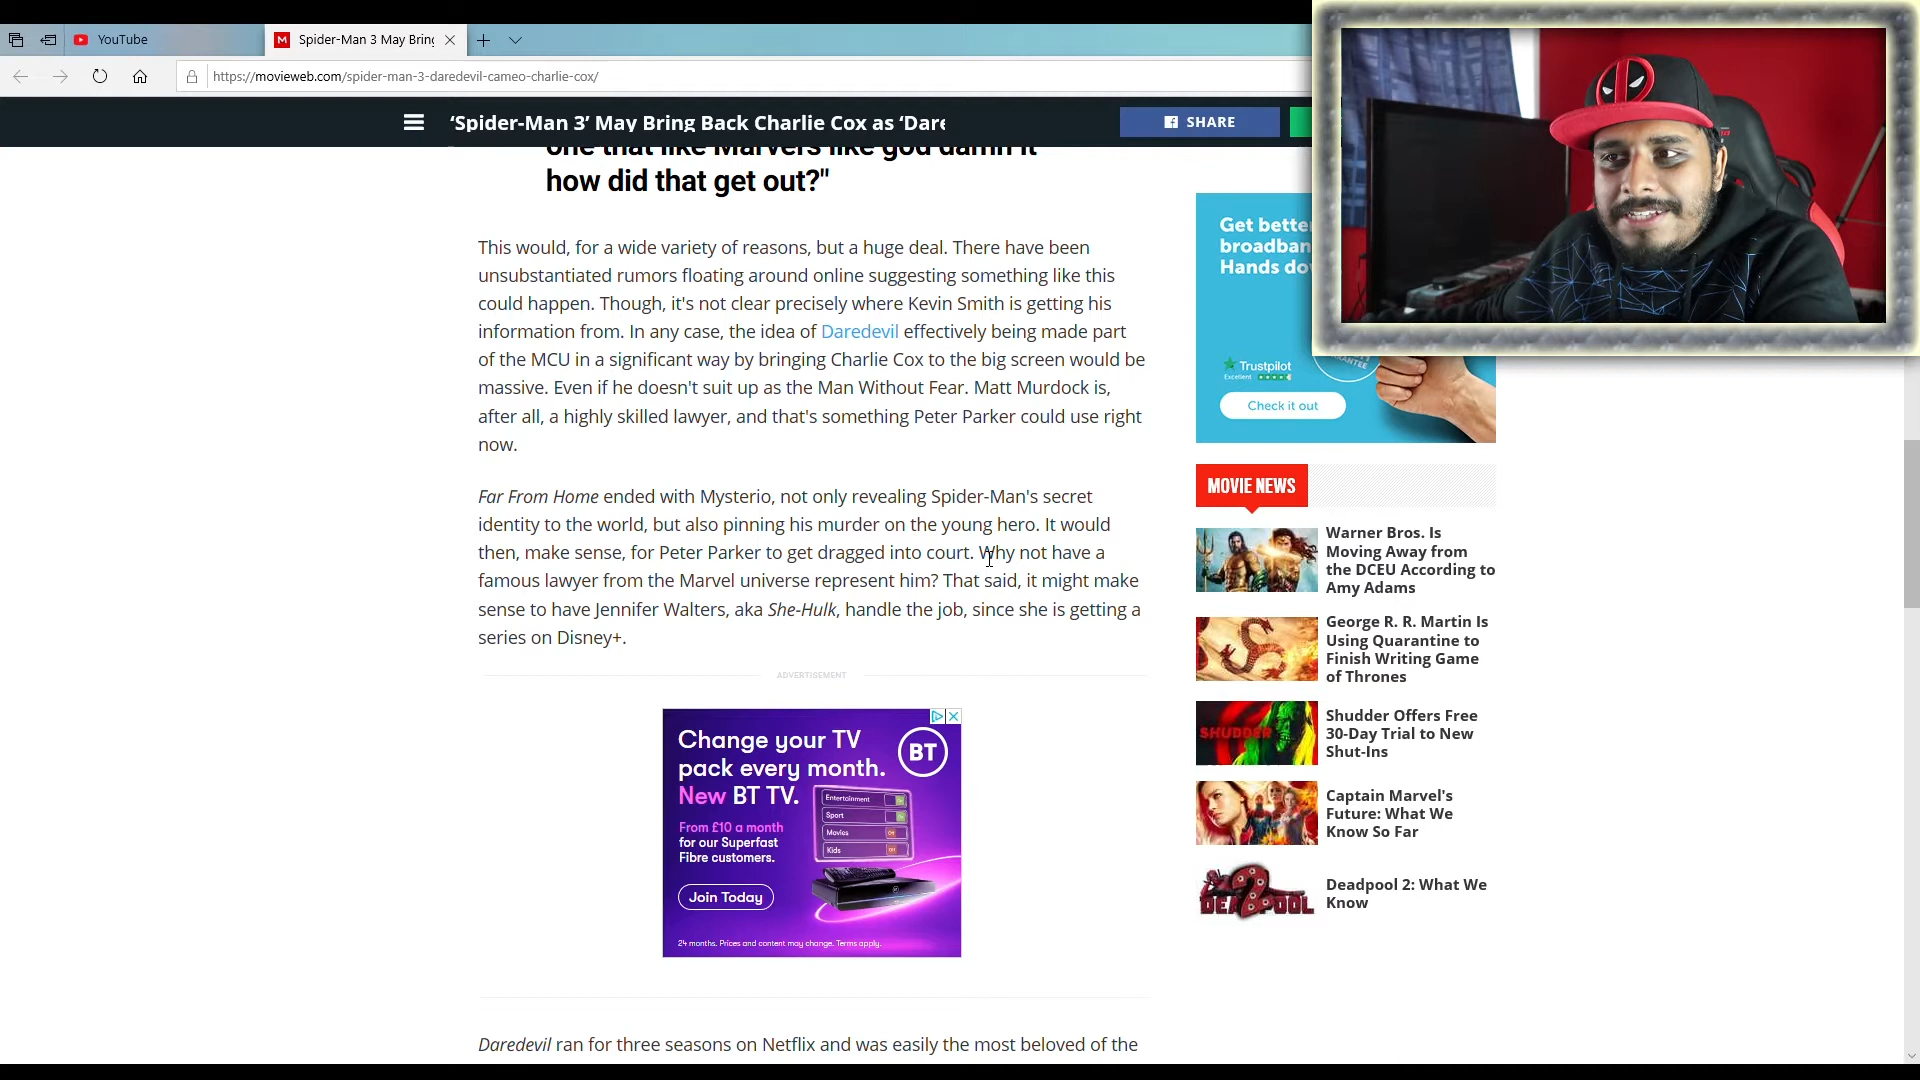 YouTube
Spider-Man 3 May Bring
https://movieweb.com/spider-man-3-daredevil-cameo-charlie-cox/
‘Spider-Man 3’ May Bring Back Charlie Cox as ‘Dare
SHARE
one that like Marvel's like god damn it
how did that get out?"
This would, for a wide variety of reasons, but a huge deal. There have been
unsubstantiated rumors floating around online suggesting something like this
could happen. Though, it's not clear precisely where Kevin Smith is getting his
information from. In any case, the idea of Daredevil effectively being made part
of the MCU in a significant way by bringing Charlie Cox to the big screen would be
massive. Even if he doesn't suit up as the Man Without Fear. Matt Murdock is,
after all, a highly skilled lawyer, and that's something Peter Parker could use right
now.
Far From Home ended with Mysterio, not only revealing Spider-Man's secret
identity to the world, but also pinning his murder on the young hero. It would
then, make sense, for Peter Parker to get dragged into court. Why not have a
famous lawyer from the Marvel universe represent him? That said, it might make
sense to have Jennifer Walters, aka She-Hulk, handle the job, since she is getting a
series on Disney+.
ADVERTISEMENT
Change your TV
pack every month.
New BT TV.
BT
From £10 a month
for our Superfast
Fibre customers.
Join Today
Entertainment
Sport
Movies
Kids
24 months. Prices and content may change. Terms apply.
Daredevil ran for three seasons on Netflix and was easily the most beloved of the
Get bette
broadban
Hands do
Trustpilot
Excellent
Check it out
MOVIE NEWS
Warner Bros. Is
Moving Away from
the DCEU According to
Amy Adams
George R. R. Martin Is
Using Quarantine to
Finish Writing Game
of Thrones
SHUDDER
Shudder Offers Free
30-Day Trial to New
Shut-Ins
Captain Marvel's
Future: What We
Know So Far
DEADPOOL
2
Deadpool 2: What We
Know